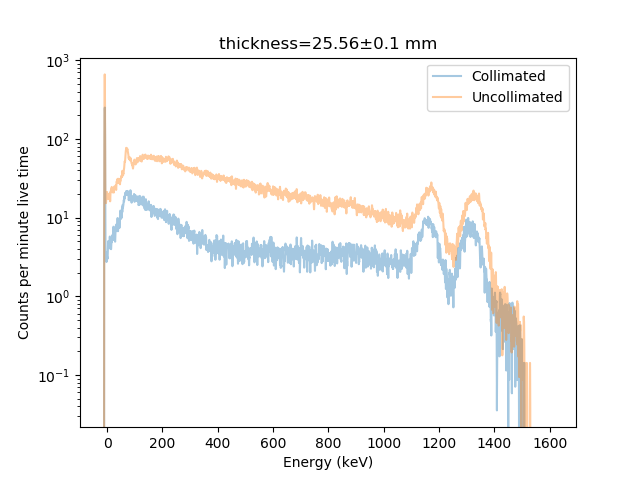 thickness=25.56±0.1 mm
Collimated
Uncollimated
Counts per minute live time
10³
10²
10¹
10⁰
10⁻¹
0 200 400 600 800 1000 1200 1400 1600
Energy (keV)